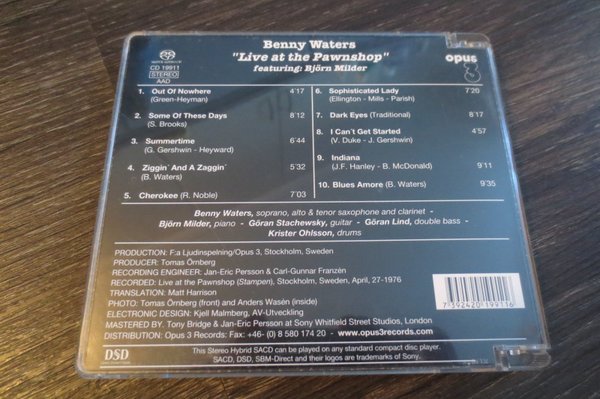 Benny Waters
"Live at the Pawnshop"
featuring: Björn Milder
opus
3
SUPER AUDIO CD
CD 19911
STEREO
AAD
1. Out Of Nowhere 4'17
(Green-Heyman)
2. Some Of These Days 8'12
(S. Brooks)
3. Summertime 6'44
(G. Gershwin - Heyward)
4. Ziggin´ And A Zaggin´ 5'32
(B. Waters)
5. Cherokee (R. Noble) 7'03
6. Sophisticated Lady 7'26
(Ellington - Mills - Parish)
7. Dark Eyes (Traditional) 8'17
8. I Can't Get Started 4'57
(V. Duke - J. Gershwin)
9. Indiana
(J.F. Hanley - B. McDonald) 9'11
10. Blues Amore (B. Waters) 9'35
Benny Waters, soprano, alto & tenor saxophone and clarinet -
Björn Milder, piano - Göran Stachewsky, guitar - Göran Lind, double bass -
Krister Ohlsson, drums
PRODUCTION: F:a Ljudinspelning/Opus 3, Stockholm, Sweden
PRODUCER: Tomas Örnberg
RECORDING ENGINEER: Jan-Eric Persson & Carl-Gunnar Franzén
RECORDED: Live at the Pawnshop (Stampen), Stockholm, Sweden, April, 27-1976
TRANSLATION: Matt Harrison
PHOTO: Tomas Örnberg (front) and Anders Wasén (inside)
ELECTRONIC DESIGN: Kjell Malmberg, AV-Utveckling
MASTERED BY: Tony Bridge & Jan-Eric Persson at Sony Whitfield Street Studios, London
DISTRIBUTION: Opus 3 Records: Fax: +46- (0) 8 580 174 20 - www.opus3records.com
7 392420 199116
DSD
This Stereo Hybrid SACD can be played on any standard compact disc player.
SACD, DSD, SBM-Direct and their logos are trademarks of Sony.